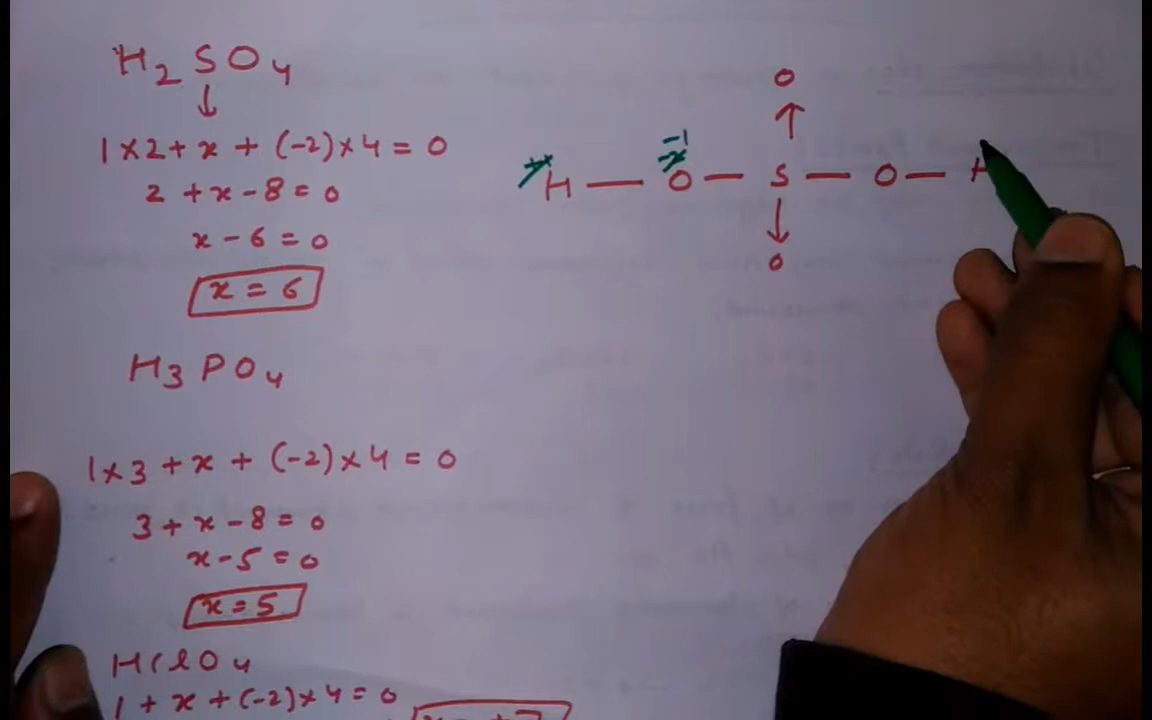 H2SO4
↓
1×2+x+(-2)×4=0
2+x-8=0
x-6=0
x=6
H3PO4
1×3+x+(-2)×4=0
3+x-8=0
x-5=0
x=5
HClO4
1+x+(-2)×4=0
O
↑
-1
H—O—S—O—H
↓
O